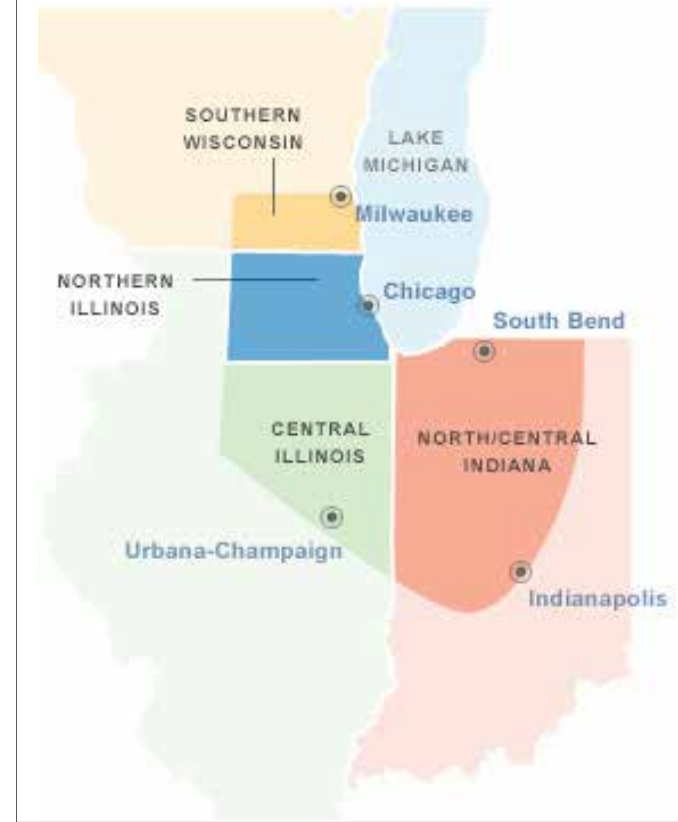 SOUTHERN
WISCONSIN
LAKE
MICHIGAN
Milwaukee
NORTHERN
ILLINOIS
Chicago
South Bend
CENTRAL
ILLINOIS
NORTH/CENTRAL
INDIANA
Urbana-Champaign
Indianapolis